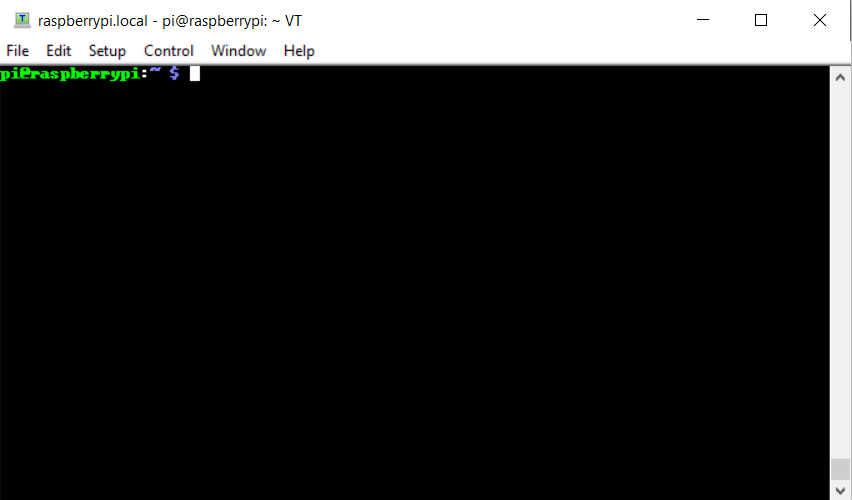 raspberrypi.local - pi@raspberrypi: ~ VT
File Edit Setup Control Window Help
pi@raspberrypi:~ $